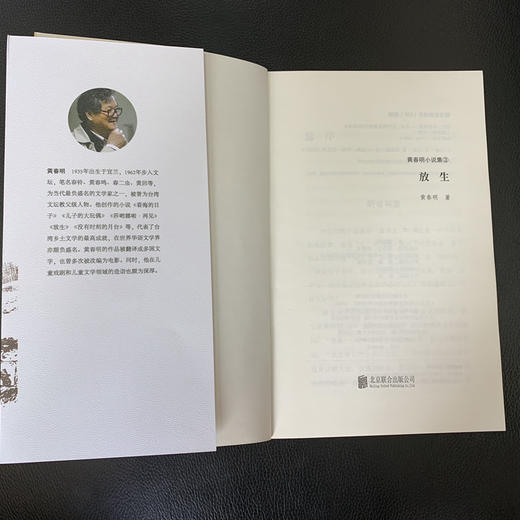 黄春明 1935年出生于宜兰，1962年步入文
坛，笔名春铃、黄春鸣、春二虫、黄回等，
为当代最负盛名的文学家之一，被誉为台湾
文坛教父级人物。他创作的小说《看海的日
子》《儿子的大玩偶》《莎哟娜啦·再见》
《放生》《没有时刻的月台》等，代表了台
湾乡土文学的最高成就，在世界华语文学界
亦颇负盛名。黄春明的作品被翻译成多国文
字，也曾多次被改编为电影。同时，他在儿
童戏剧和儿童文学领域的造诣也颇为深厚。
黄春明小说集③
放生
黄春明 著
北京联合出版公司
Beijing United Publishing Co.,Ltd.